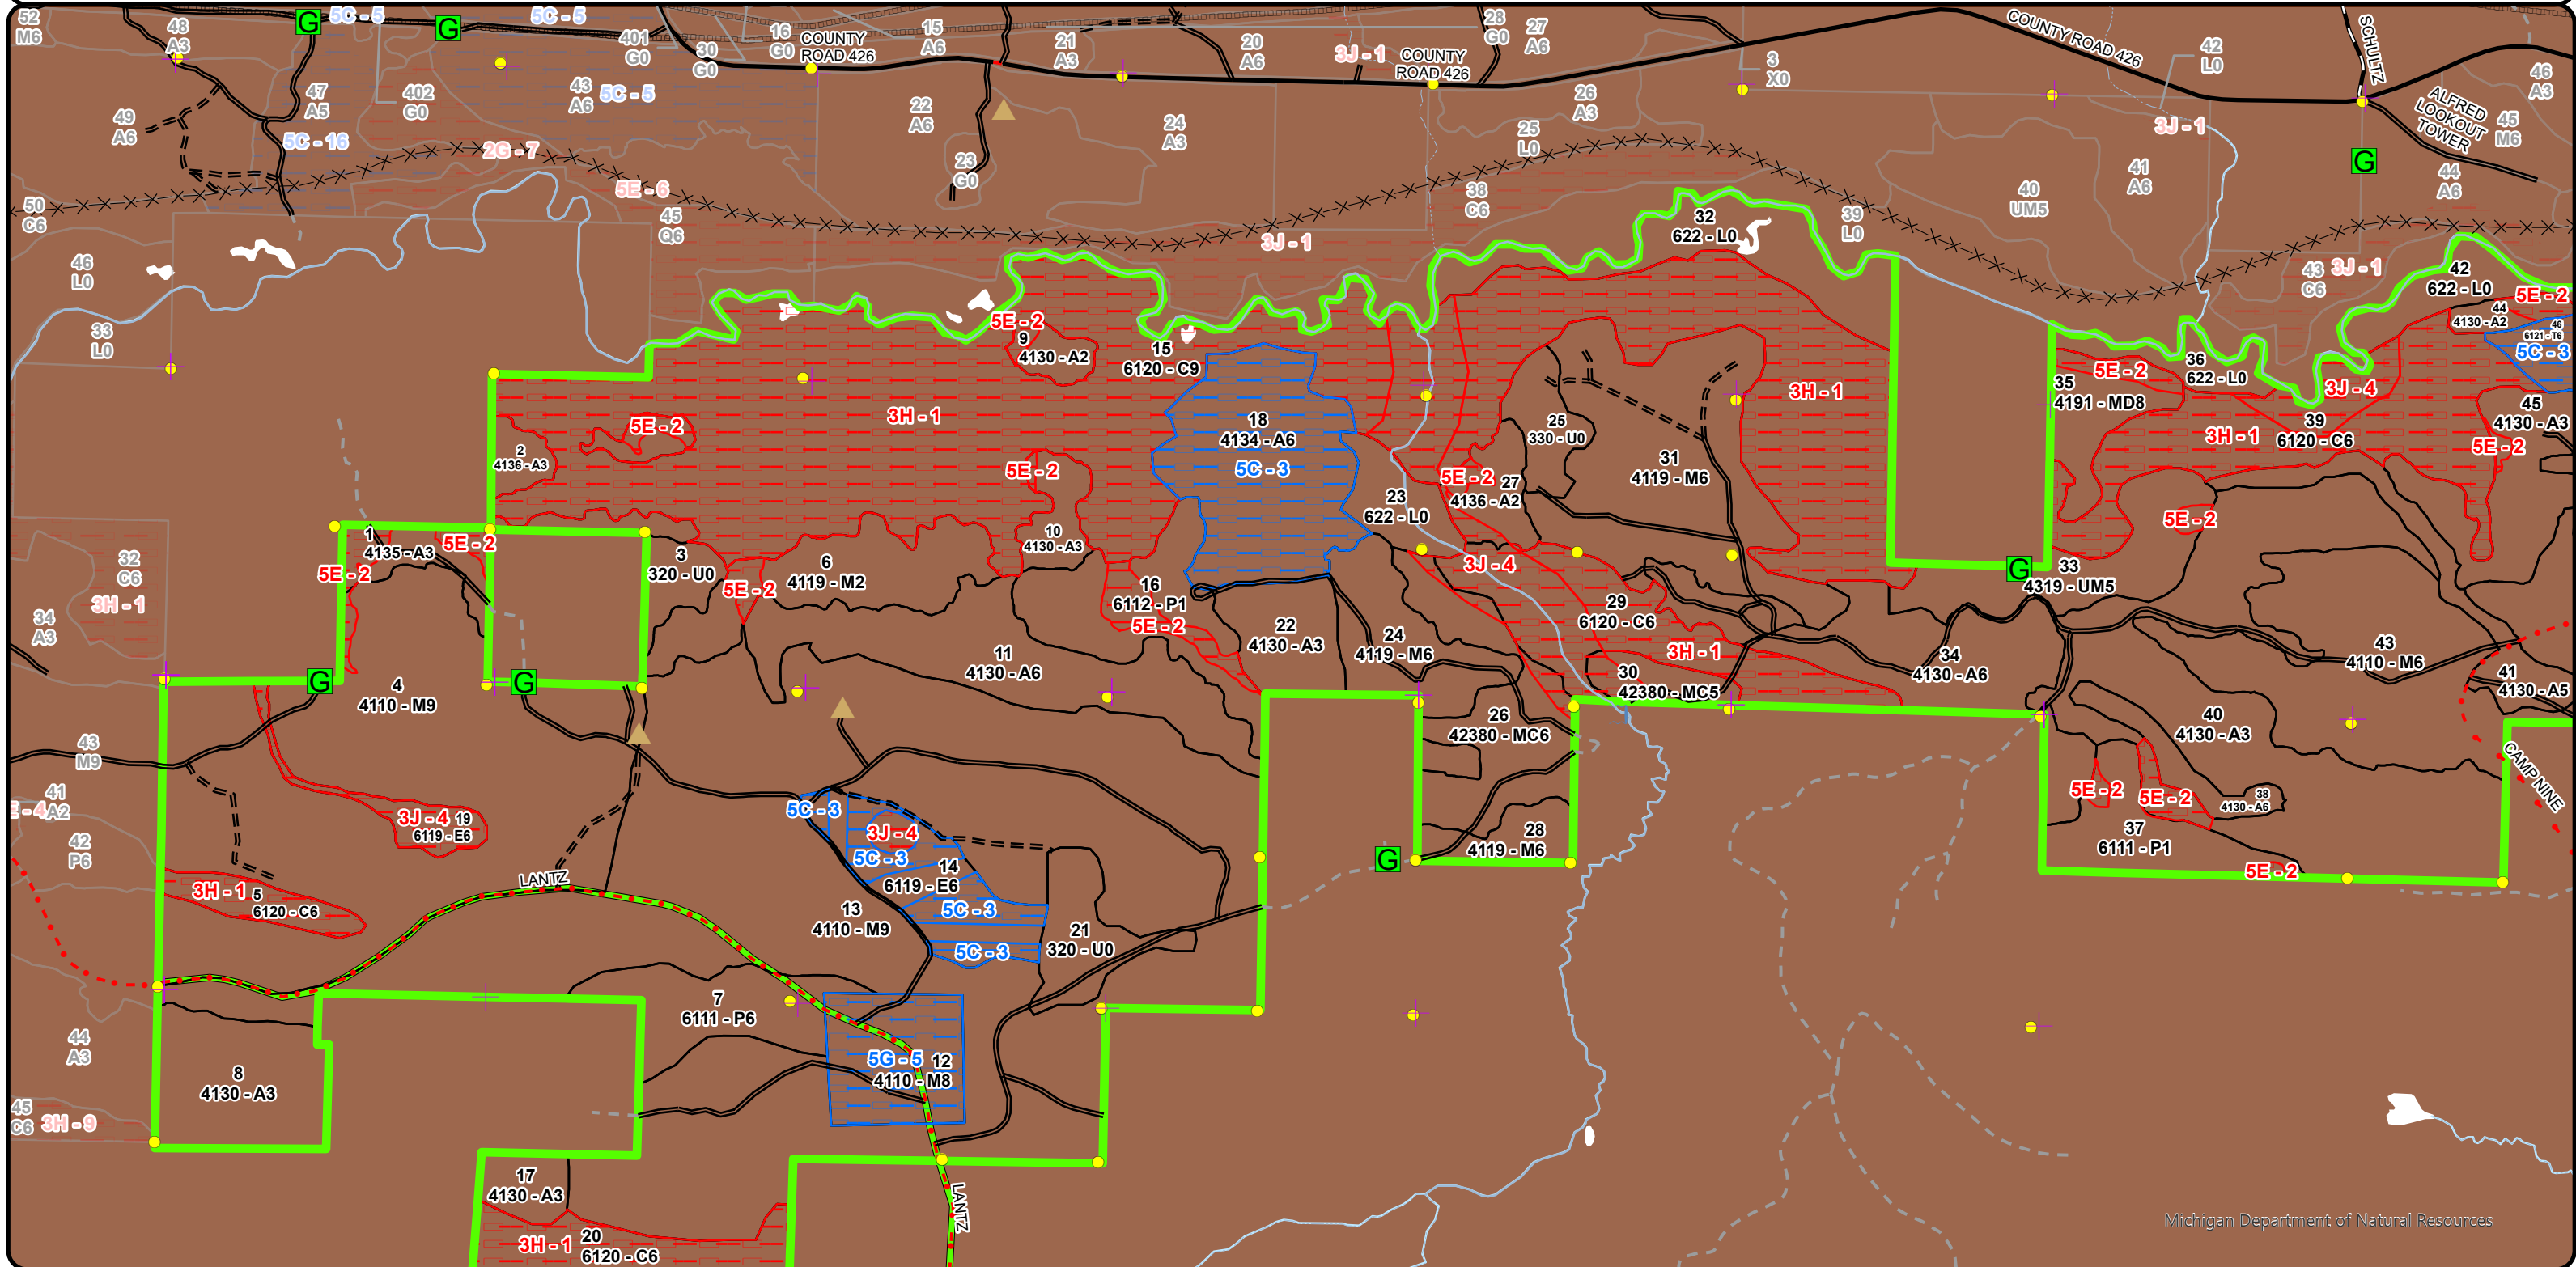 52
M6
48
A3
G
5C - 5
G
5C - 5
401
G0
30
G0
16
G0
COUNTY
ROAD 426
15
A6
21
A3
20
A6
3J - 1
COUNTY
ROAD 426
28
G0
27
A6
3
X0
COUNTY ROAD 426
42
L0
SCHULTZ
46
A3
49
A6
47
A5
5C - 16
402
G0
43
A6
5C - 5
2G - 7
22
A6
23
G0
24
A3
26
A3
25
L0
3J - 1
41
A6
ALFRED
LOOKOUT
TOWER
45
M6
G
44
A6
50
C6
5E - 6
45
Q6
3J - 1
38
C6
32
622 - L0
39
L0
40
UM5
43
C6
3J - 1
42
622 - L0
5E - 2
46
L0
33
L0
5E - 2
9
4130 - A2
15
6120 - C9
44
4130 - A2
46
6121 - T6
5C - 3
36
622 - L0
5E - 2
35
4191 - MD8
3J - 4
39
6120 - C6
3H - 1
45
4130 - A3
5E - 2
2
4136 - A3
5E - 2
3H - 1
18
4134 - A6
5C - 3
25
330 - U0
31
4119 - M6
3H - 1
5E - 2
5E - 2
27
4136 - A2
23
622 - L0
5E - 2
1
4135 - A3
5E - 2
5E - 2
3
320 - U0
5E - 2
6
4119 - M2
10
4130 - A3
16
6112 - P1
5E - 2
3J - 4
29
6120 - C6
G
33
4319 - UM5
32
C6
3H - 1
34
A3
4
4110 - M9
G
G
11
4130 - A6
22
4130 - A3
24
4119 - M6
3H - 1
30
42380 - MC5
34
4130 - A6
43
4110 - M6
41
4130 - A5
43
M9
26
42380 - MC6
40
4130 - A3
CAMP NINE
41
A2
E - 4
42
P6
3J - 4
19
6119 - E6
5C - 3
3J - 4
5C - 3
14
6119 - E6
G
28
4119 - M6
5E - 2
5E - 2
38
4130 - A6
37
6111 - P1
5E - 2
3H - 1
5
6120 - C6
LANTZ
13
4110 - M9
5C - 3
5C - 3
21
320 - U0
7
6111 - P6
44
A3
8
4130 - A3
5G - 5
12
4110 - M8
45
C6
3H - 9
17
4130 - A3
3H - 1
20
6120 - C6
LANTZ
Michigan Department of Natural Resources